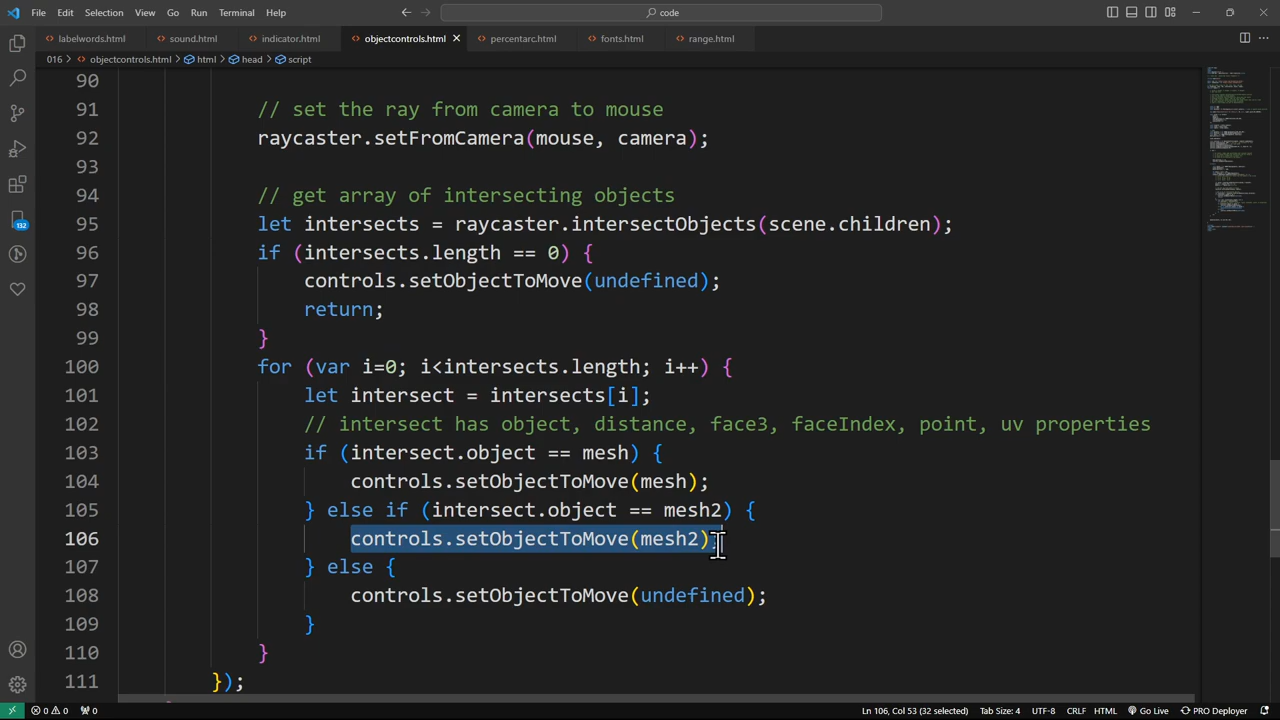 File Edit Selection View Go Run Terminal Help
code
labelwords.html sound.html indicator.html objectcontrols.html percentarc.html fonts.html range.html
016 > objectcontrols.html > html > head > script
90
91 // set the ray from camera to mouse
92 raycaster.setFromCamera(mouse, camera);
93
94 // get array of intersecting objects
95 let intersects = raycaster.intersectObjects(scene.children);
96 if (intersects.length == 0) {
97 controls.setObjectToMove(undefined);
98 return;
99 }
100 for (var i=0; i<intersects.length; i++) {
101 let intersect = intersects[i];
102 // intersect has object, distance, face3, faceIndex, point, uv properties
103 if (intersect.object == mesh) {
104 controls.setObjectToMove(mesh);
105 } else if (intersect.object == mesh2) {
106 controls.setObjectToMove(mesh2);
107 } else {
108 controls.setObjectToMove(undefined);
109 }
110 }
111 });
132
0 0 0 Ln 106, Col 53 (32 selected) Tab Size: 4 UTF-8 CRLF HTML Go Live PRO Deployer